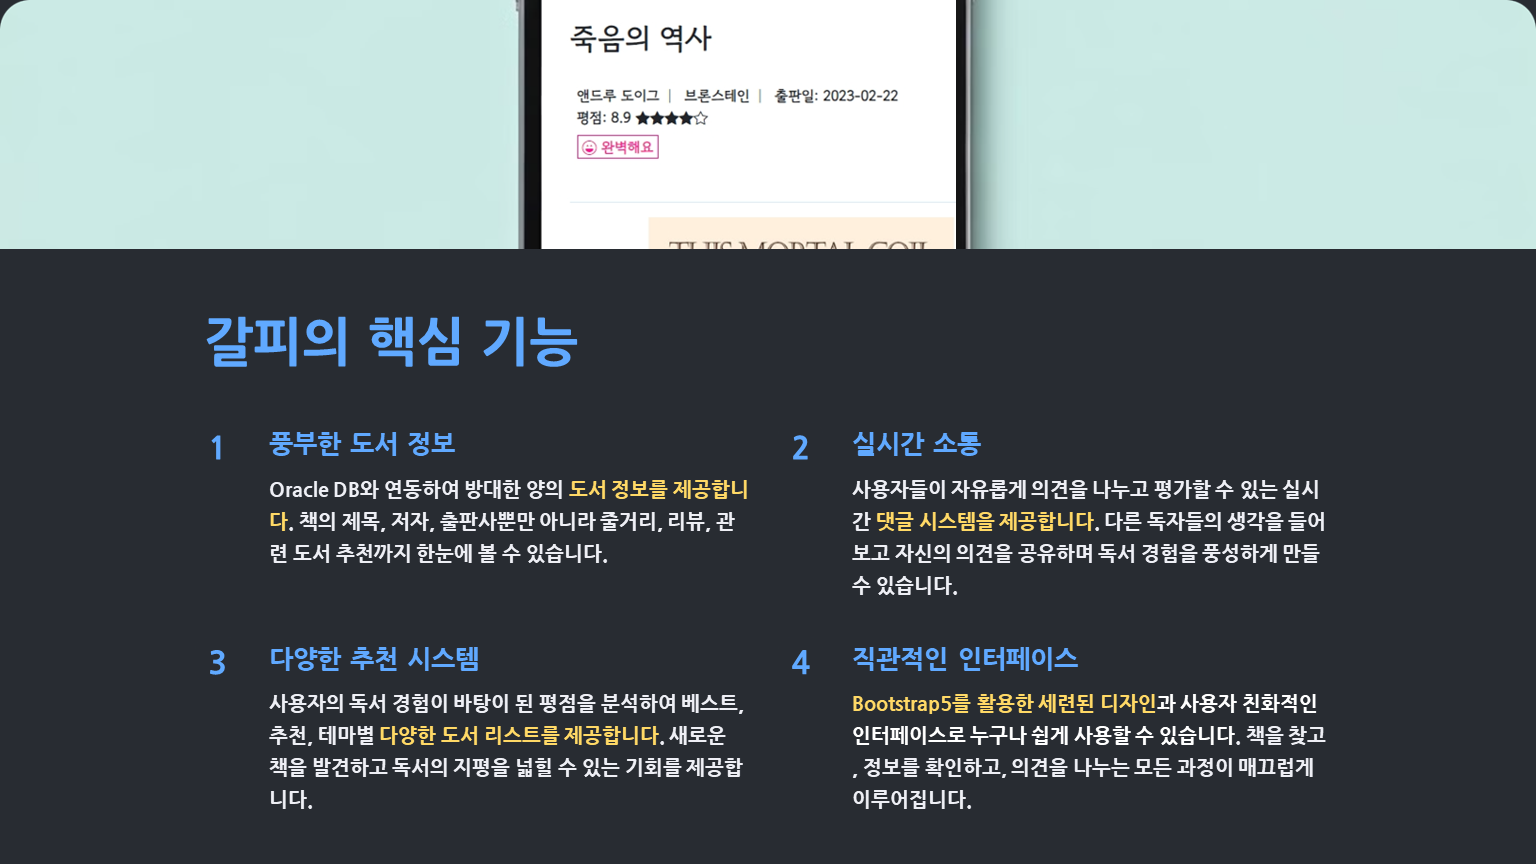 죽음의 역사
앤드루 도이그 | 브론스테인 | 출판일: 2023-02-22
평점: 8.9 ★★★★☆
완벽해요
THIS MORTAL COIL
갈피의 핵심 기능
1 풍부한 도서 정보
Oracle DB와 연동하여 방대한 양의 도서 정보를 제공합니
다. 책의 제목, 저자, 출판사뿐만 아니라 줄거리, 리뷰, 관
련 도서 추천까지 한눈에 볼 수 있습니다.
2 실시간 소통
사용자들이 자유롭게 의견을 나누고 평가할 수 있는 실시
간 댓글 시스템을 제공합니다. 다른 독자들의 생각을 들어
보고 자신의 의견을 공유하며 독서 경험을 풍성하게 만들
수 있습니다.
3 다양한 추천 시스템
사용자의 독서 경험이 바탕이 된 평점을 분석하여 베스트,
추천, 테마별 다양한 도서 리스트를 제공합니다. 새로운
책을 발견하고 독서의 지평을 넓힐 수 있는 기회를 제공합
니다.
4 직관적인 인터페이스
Bootstrap5를 활용한 세련된 디자인과 사용자 친화적인
인터페이스로 누구나 쉽게 사용할 수 있습니다. 책을 찾고
, 정보를 확인하고, 의견을 나누는 모든 과정이 매끄럽게
이루어집니다.